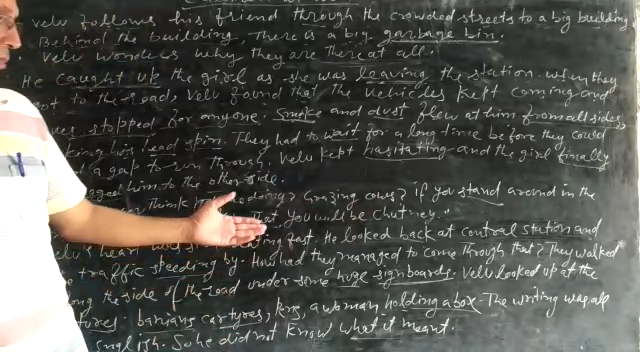 velu follows his friend through the crowded streets to a big building
Behind the building, There is a big garbage bin.
velu wonders why they are there at all.
He caught up the girl as she was leaving the station. when they
got to the road, velu found that the vehicles kept coming and
stopped for anyone. Smoke and dust flew at him from all sides,
making his head spin. They had to wait for a long time before they could
a gap to run through, velu kept hasitating and the girl finally
him to the other side.
Think doing? Grazing cows? if you stand around in the
That, you will be chutney."
heart was fast. He looked back at central station and
traffic speeding by. How had they managed to come through that? They walked
the side of the road under some huge signboards. velu looked up at the
banians, car tyres, a woman holding a box. The writing was all
So he did not know what it meant.